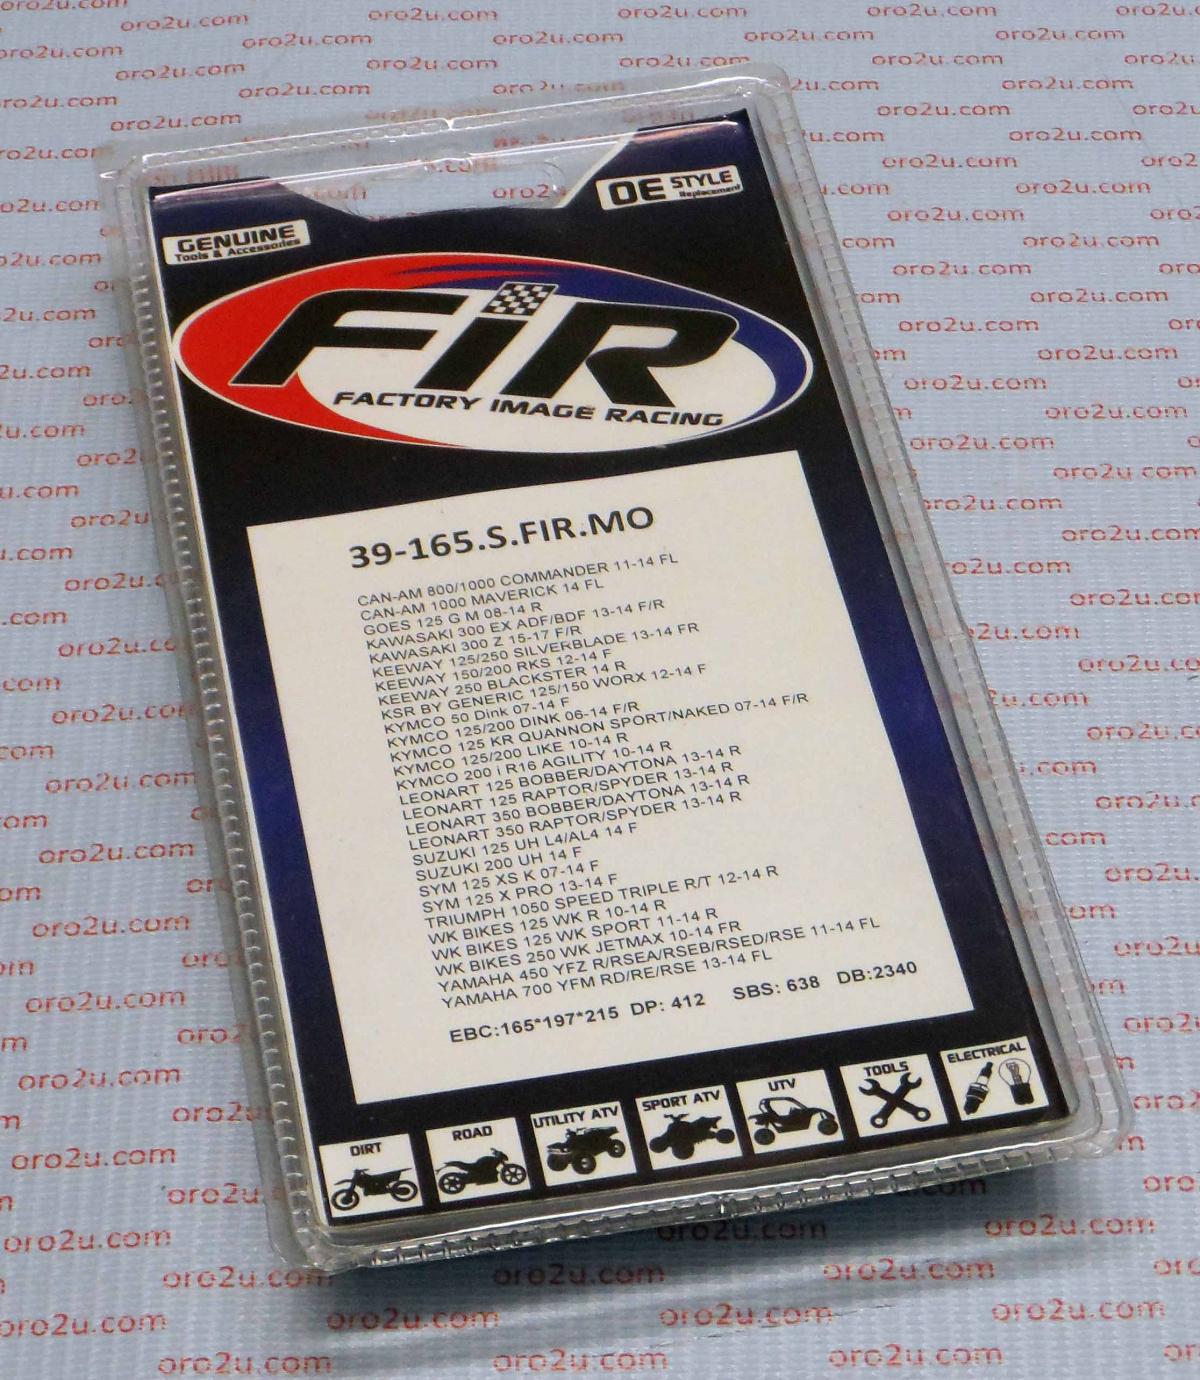 GENUINE
Tools & Accessories
OE STYLE
Replacement
FiR
FACTORY IMAGE RACING
39-165.S.FIR.MO
CAN-AM 800/1000 COMMANDER 11-14 FL
CAN-AM 1000 MAVERICK 14 FL
GOES 125 G M 08-14 R
KAWASAKI 300 EX ADF/BDF 13-14 F/R
KAWASAKI 300 Z 15-17 F/R
KEEWAY 125/250 SILVERBLADE 13-14 FR
KEEWAY 150/200 RKS 12-14 F
KEEWAY 250 BLACKSTER 14 R
KSR BY GENERIC 125/150 WORX 12-14 F
KYMCO 50 Dink 07-14 F
KYMCO 125/200 DINK 06-14 F/R
KYMCO 125 KR QUANNON SPORT/NAKED 07-14 F/R
KYMCO 125/200 LIKE 10-14 R
KYMCO 200 i R16 AGILITY 10-14 R
LEONART 125 BOBBER/DAYTONA 13-14 R
LEONART 125 RAPTOR/SPYDER 13-14 R
LEONART 350 BOBBER/DAYTONA 13-14 R
LEONART 350 RAPTOR/SPYDER 13-14 R
SUZUKI 125 UH L4/AL4 14 F
SUZUKI 200 UH 14 F
SYM 125 XS K 07-14 F
SYM 125 X PRO 13-14 F
TRIUMPH 1050 SPEED TRIPLE R/T 12-14 R
WK BIKES 125 WK R 10-14 R
WK BIKES 125 WK SPORT 11-14 R
WK BIKES 250 WK JETMAX 10-14 FR
YAMAHA 450 YFZ R/RSEA/RSEB/RSED/RSE 11-14 FL
YAMAHA 700 YFM RD/RE/RSE 13-14 FL
EBC:165*197*215 DP: 412 SBS: 638 DB:2340
DIRT
ROAD
UTILITY ATV
SPORT ATV
UTV
TOOLS
ELECTRICAL
oro2u.com